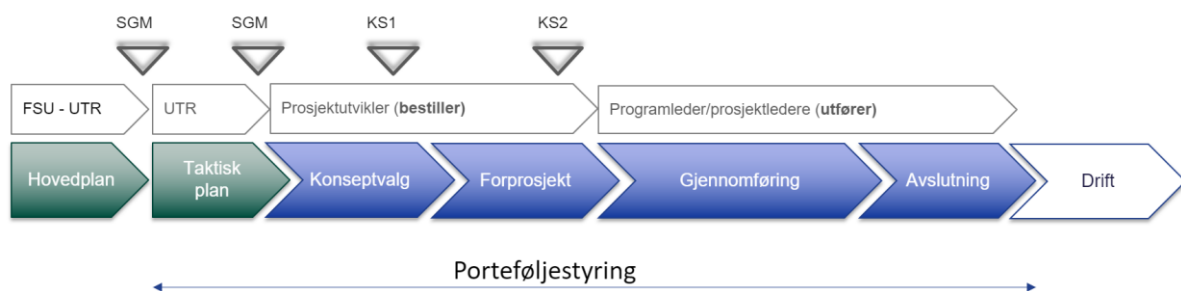 SGM
SGM
KS1
KS2
FSU - UTR
UTR
Prosjektutvikler (bestiller)
Programleder/prosjektledere (utfører)
Hovedplan
Taktisk
plan
Konseptvalg
Forprosjekt
Gjennomføring
Avslutning
Drift
Porteføljestyring